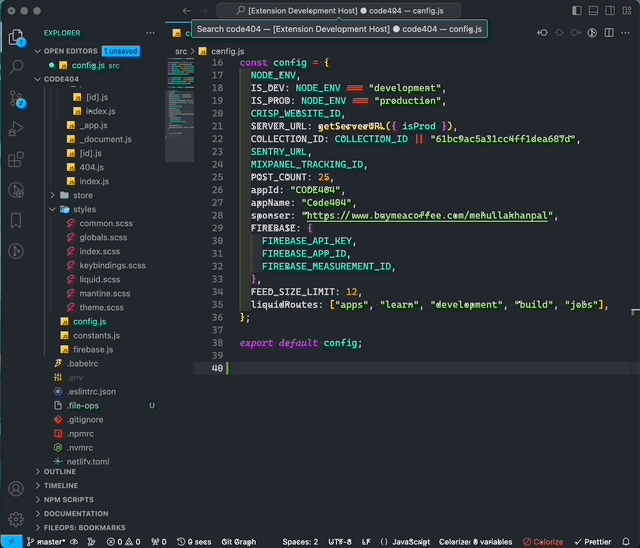 [Extension Development Host] ● code404 — config.js
Search code404 — [Extension Development Host] ● code404 — config.js
EXPLORER
OPEN EDITORS 1 unsaved
config.js src
CODE404
[id].js
index.js
_app.js
_document.js
[id].js
404.js
index.js
store
styles
common.scss
globals.scss
index.scss
keybindings.scss
liquid.scss
mantine.scss
theme.scss
config.js
constants.js
firebase.js
.babelrc
.env
.eslintrc.json
.file-ops U
.gitignore
.npmrc
.nvmrc
netlify.toml
OUTLINE
TIMELINE
NPM SCRIPTS
DOCUMENTATION
FILEOPS: BOOKMARKS
src > config.js
16 const config = {
17 NODE_ENV,
18 IS_DEV: NODE_ENV === "development",
19 IS_PROD: NODE_ENV === "production",
20 CRISP_WEBSITE_ID,
21 SERVER_URL: getServerURL({ isProd }),
22 COLLECTION_ID: COLLECTION_ID || "61bc9ac5a31cc4ff1dea687d",
23 SENTRY_URL,
24 MIXPANEL_TRACKING_ID,
25 POST_COUNT: 25,
26 appId: "CODE404",
27 appName: "Code404",
28 sponser: "https://www.buymeacoffee.com/mehullakhanpal",
29 FIREBASE: {
30 FIREBASE_API_KEY,
31 FIREBASE_APP_ID,
32 FIREBASE_MEASUREMENT_ID,
33 },
34 FEED_SIZE_LIMIT: 12,
35 liquidRoutes: ["apps", "learn", "development", "build", "jobs"],
36 };
37
38 export default config;
39
40
master* 0 0 0 9 secs Git Graph Spaces: 2 UTF-8 LF {} JavaScript Colorize: 0 variables Colorize Prettier